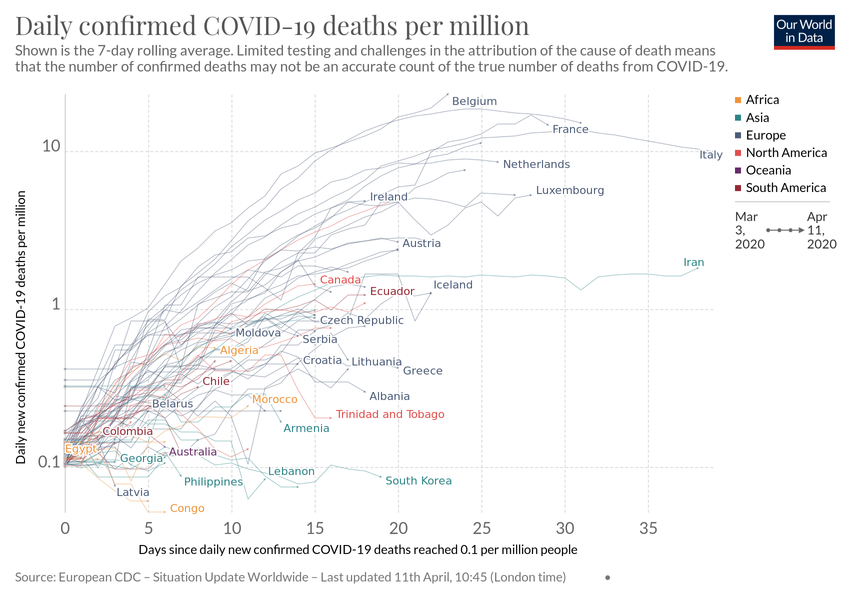 Daily confirmed COVID-19 deaths per million
Our World
in Data
Shown is the 7-day rolling average. Limited testing and challenges in the attribution of the cause of death means
that the number of confirmed deaths may not be an accurate count of the true number of deaths from COVID-19.
Africa
Asia
Europe
North America
Oceania
South America
Mar
3,
2020
Apr
11,
2020
Daily new confirmed COVID-19 deaths per million
10
1
0.1
Belgium
France
Italy
Netherlands
Luxembourg
Ireland
Austria
Iran
Canada
Iceland
Ecuador
Czech Republic
Moldova
Serbia
Algeria
Croatia
Lithuania
Greece
Chile
Albania
Morocco
Belarus
Trinidad and Tobago
Armenia
Colombia
Egypt
Australia
Georgia
Lebanon
Philippines
South Korea
Latvia
Congo
0
5
10
15
20
25
30
35
Days since daily new confirmed COVID-19 deaths reached 0.1 per million people
Source: European CDC – Situation Update Worldwide – Last updated 11th April, 10:45 (London time)